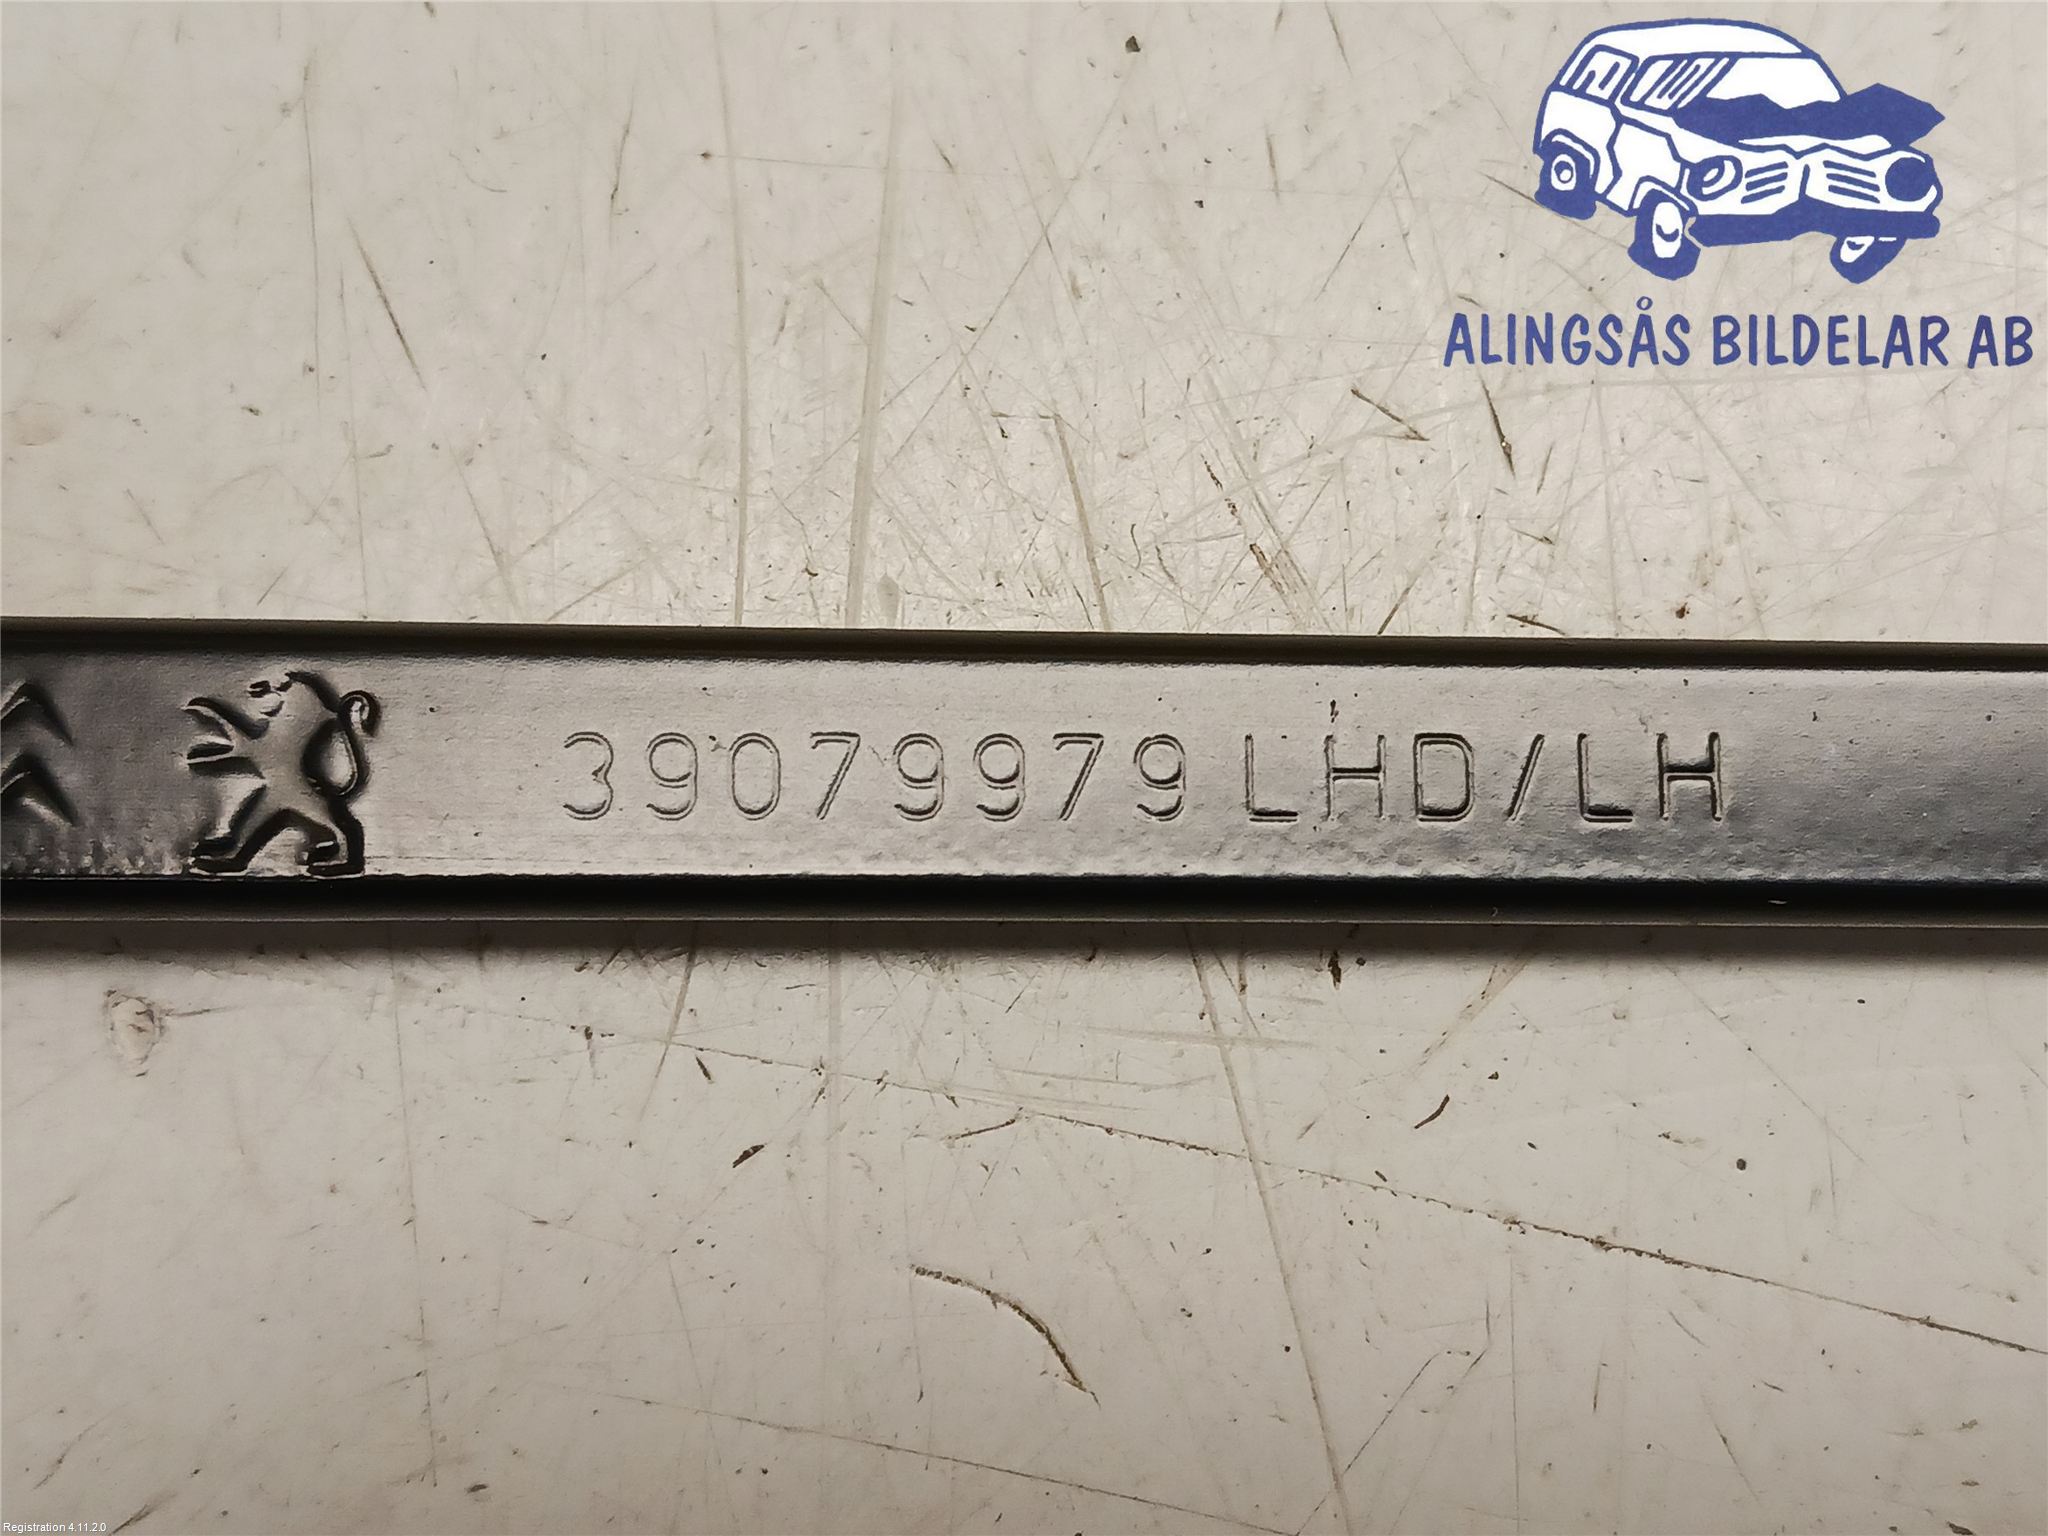 ALINGSÅS BILDELAR AB
39079979 LHD/LH
Registration 4.11.2.0